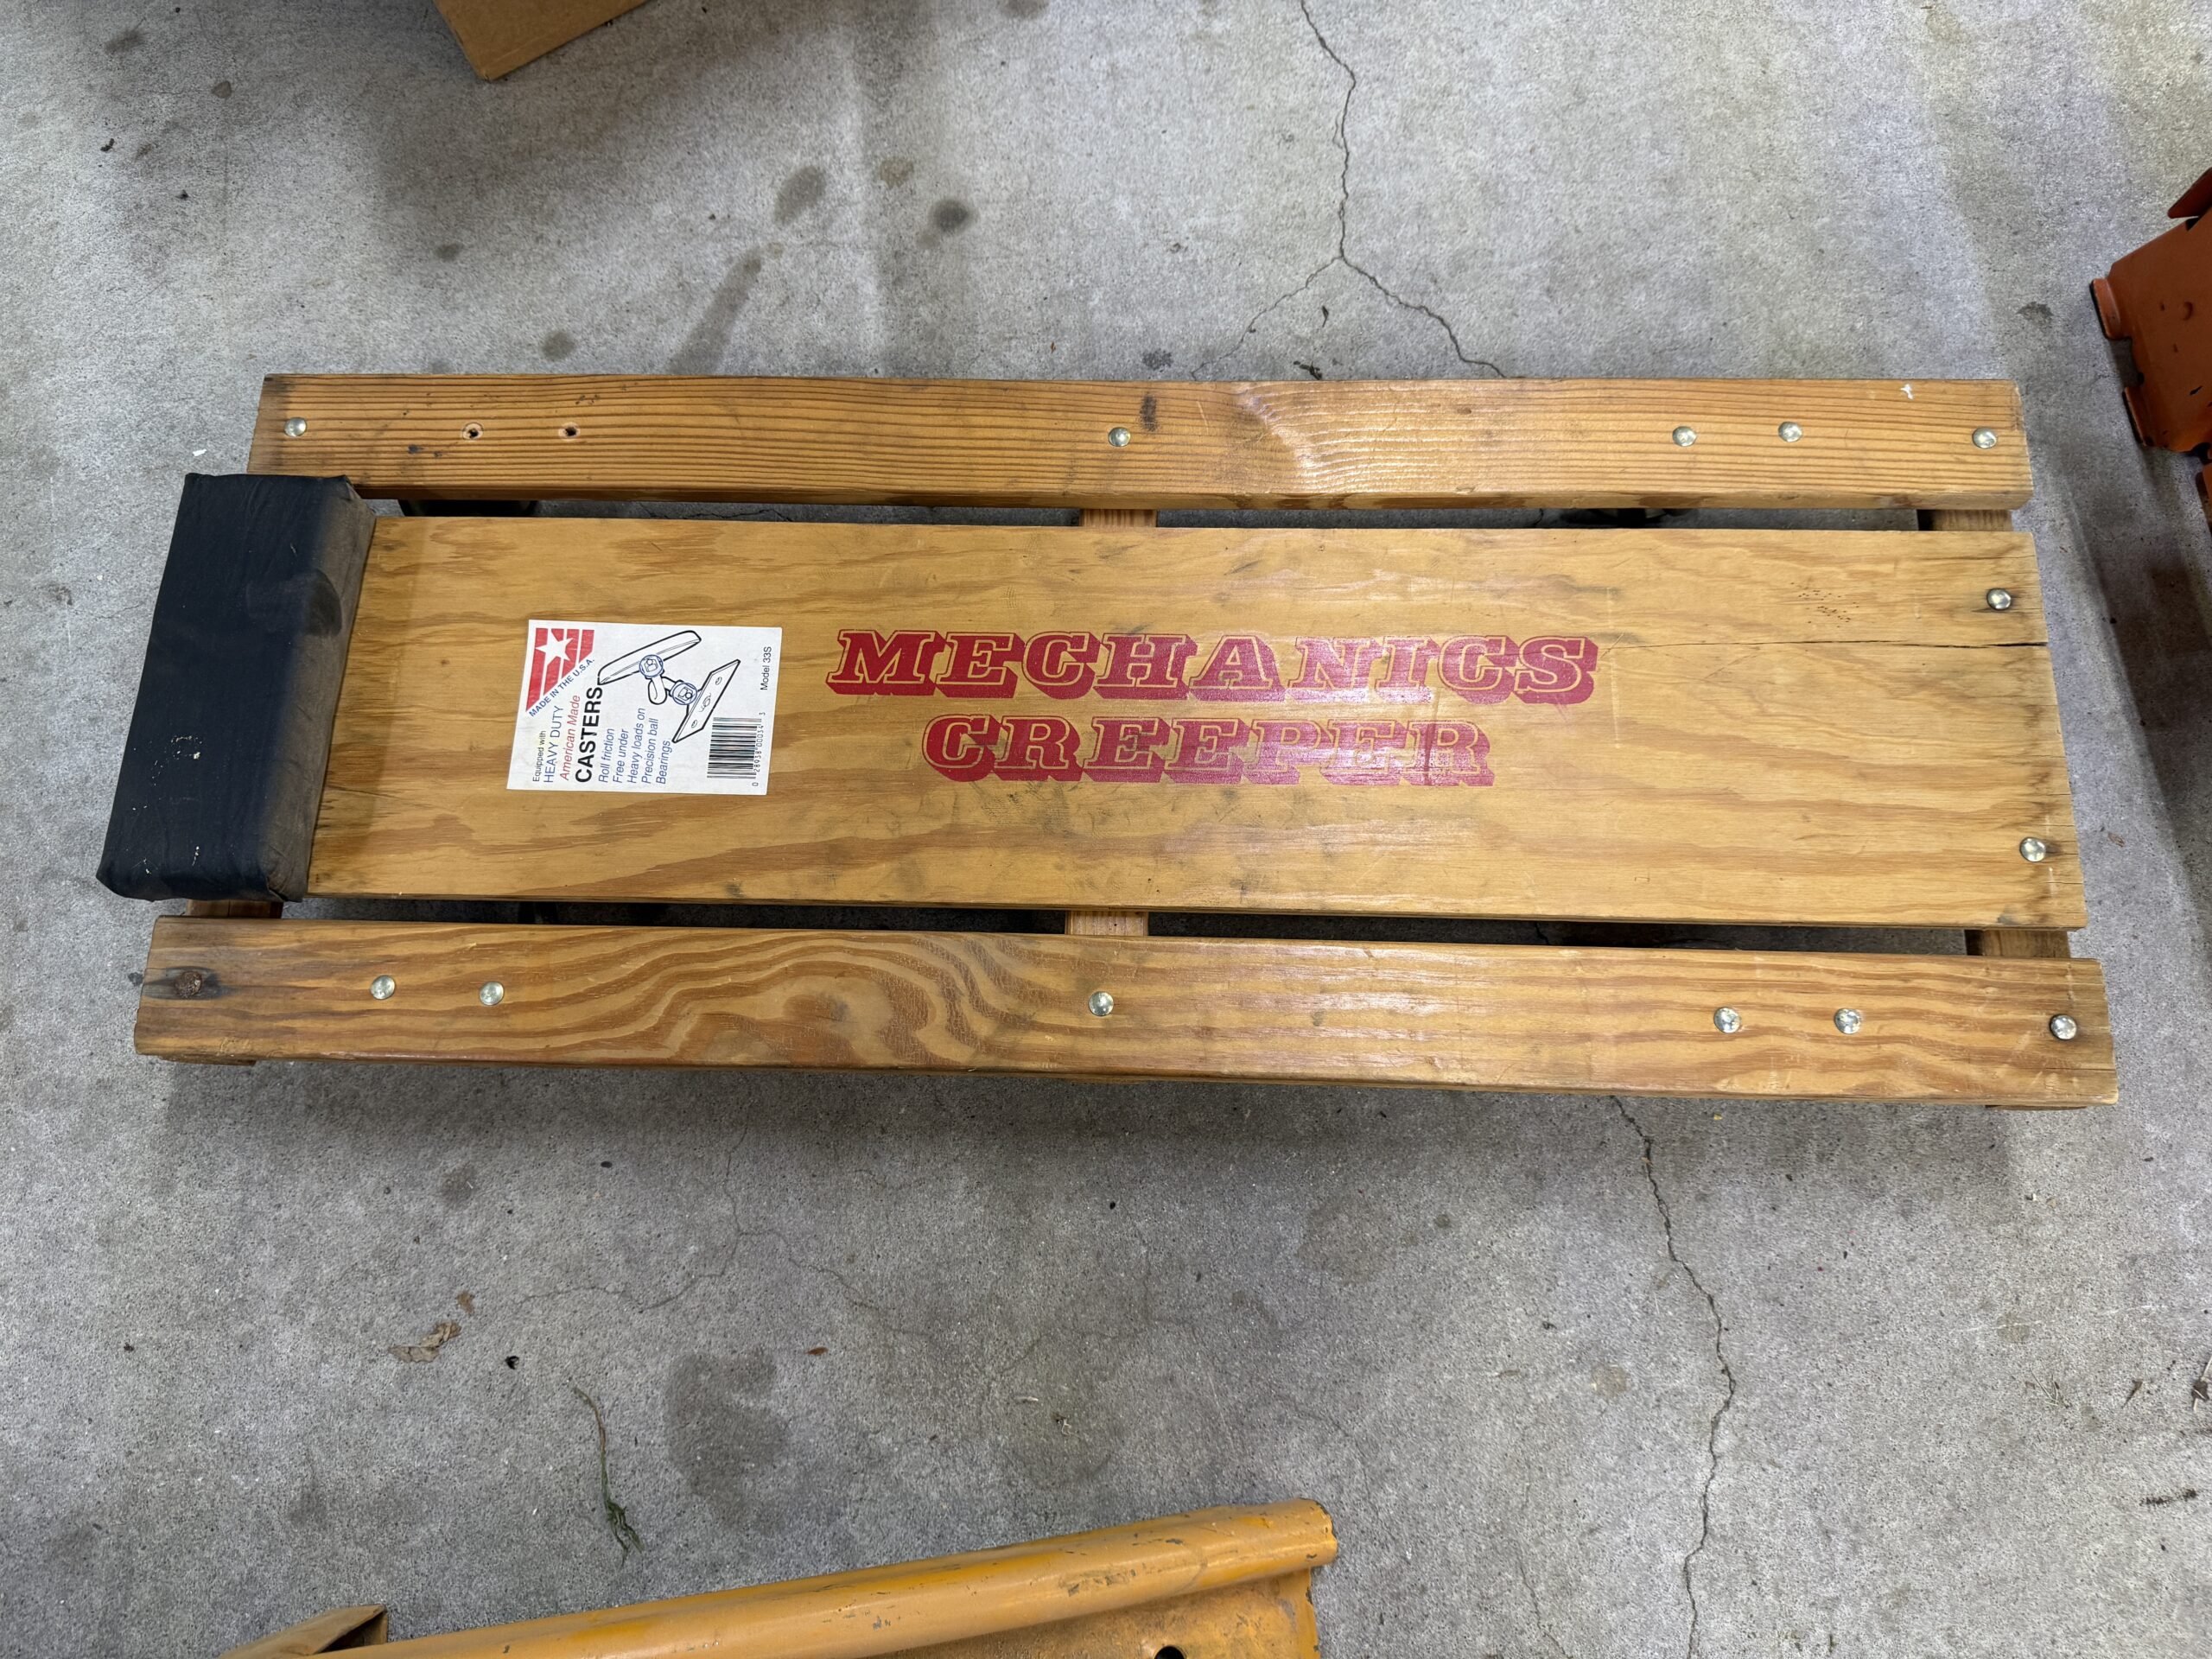 MECHANICS
CREEPER
MADE IN THE U.S.A.
Equipped with
HEAVY DUTY
American Made
CASTERS
Roll friction
Free under
Heavy loads on
Precision ball
Bearings
Model 33S